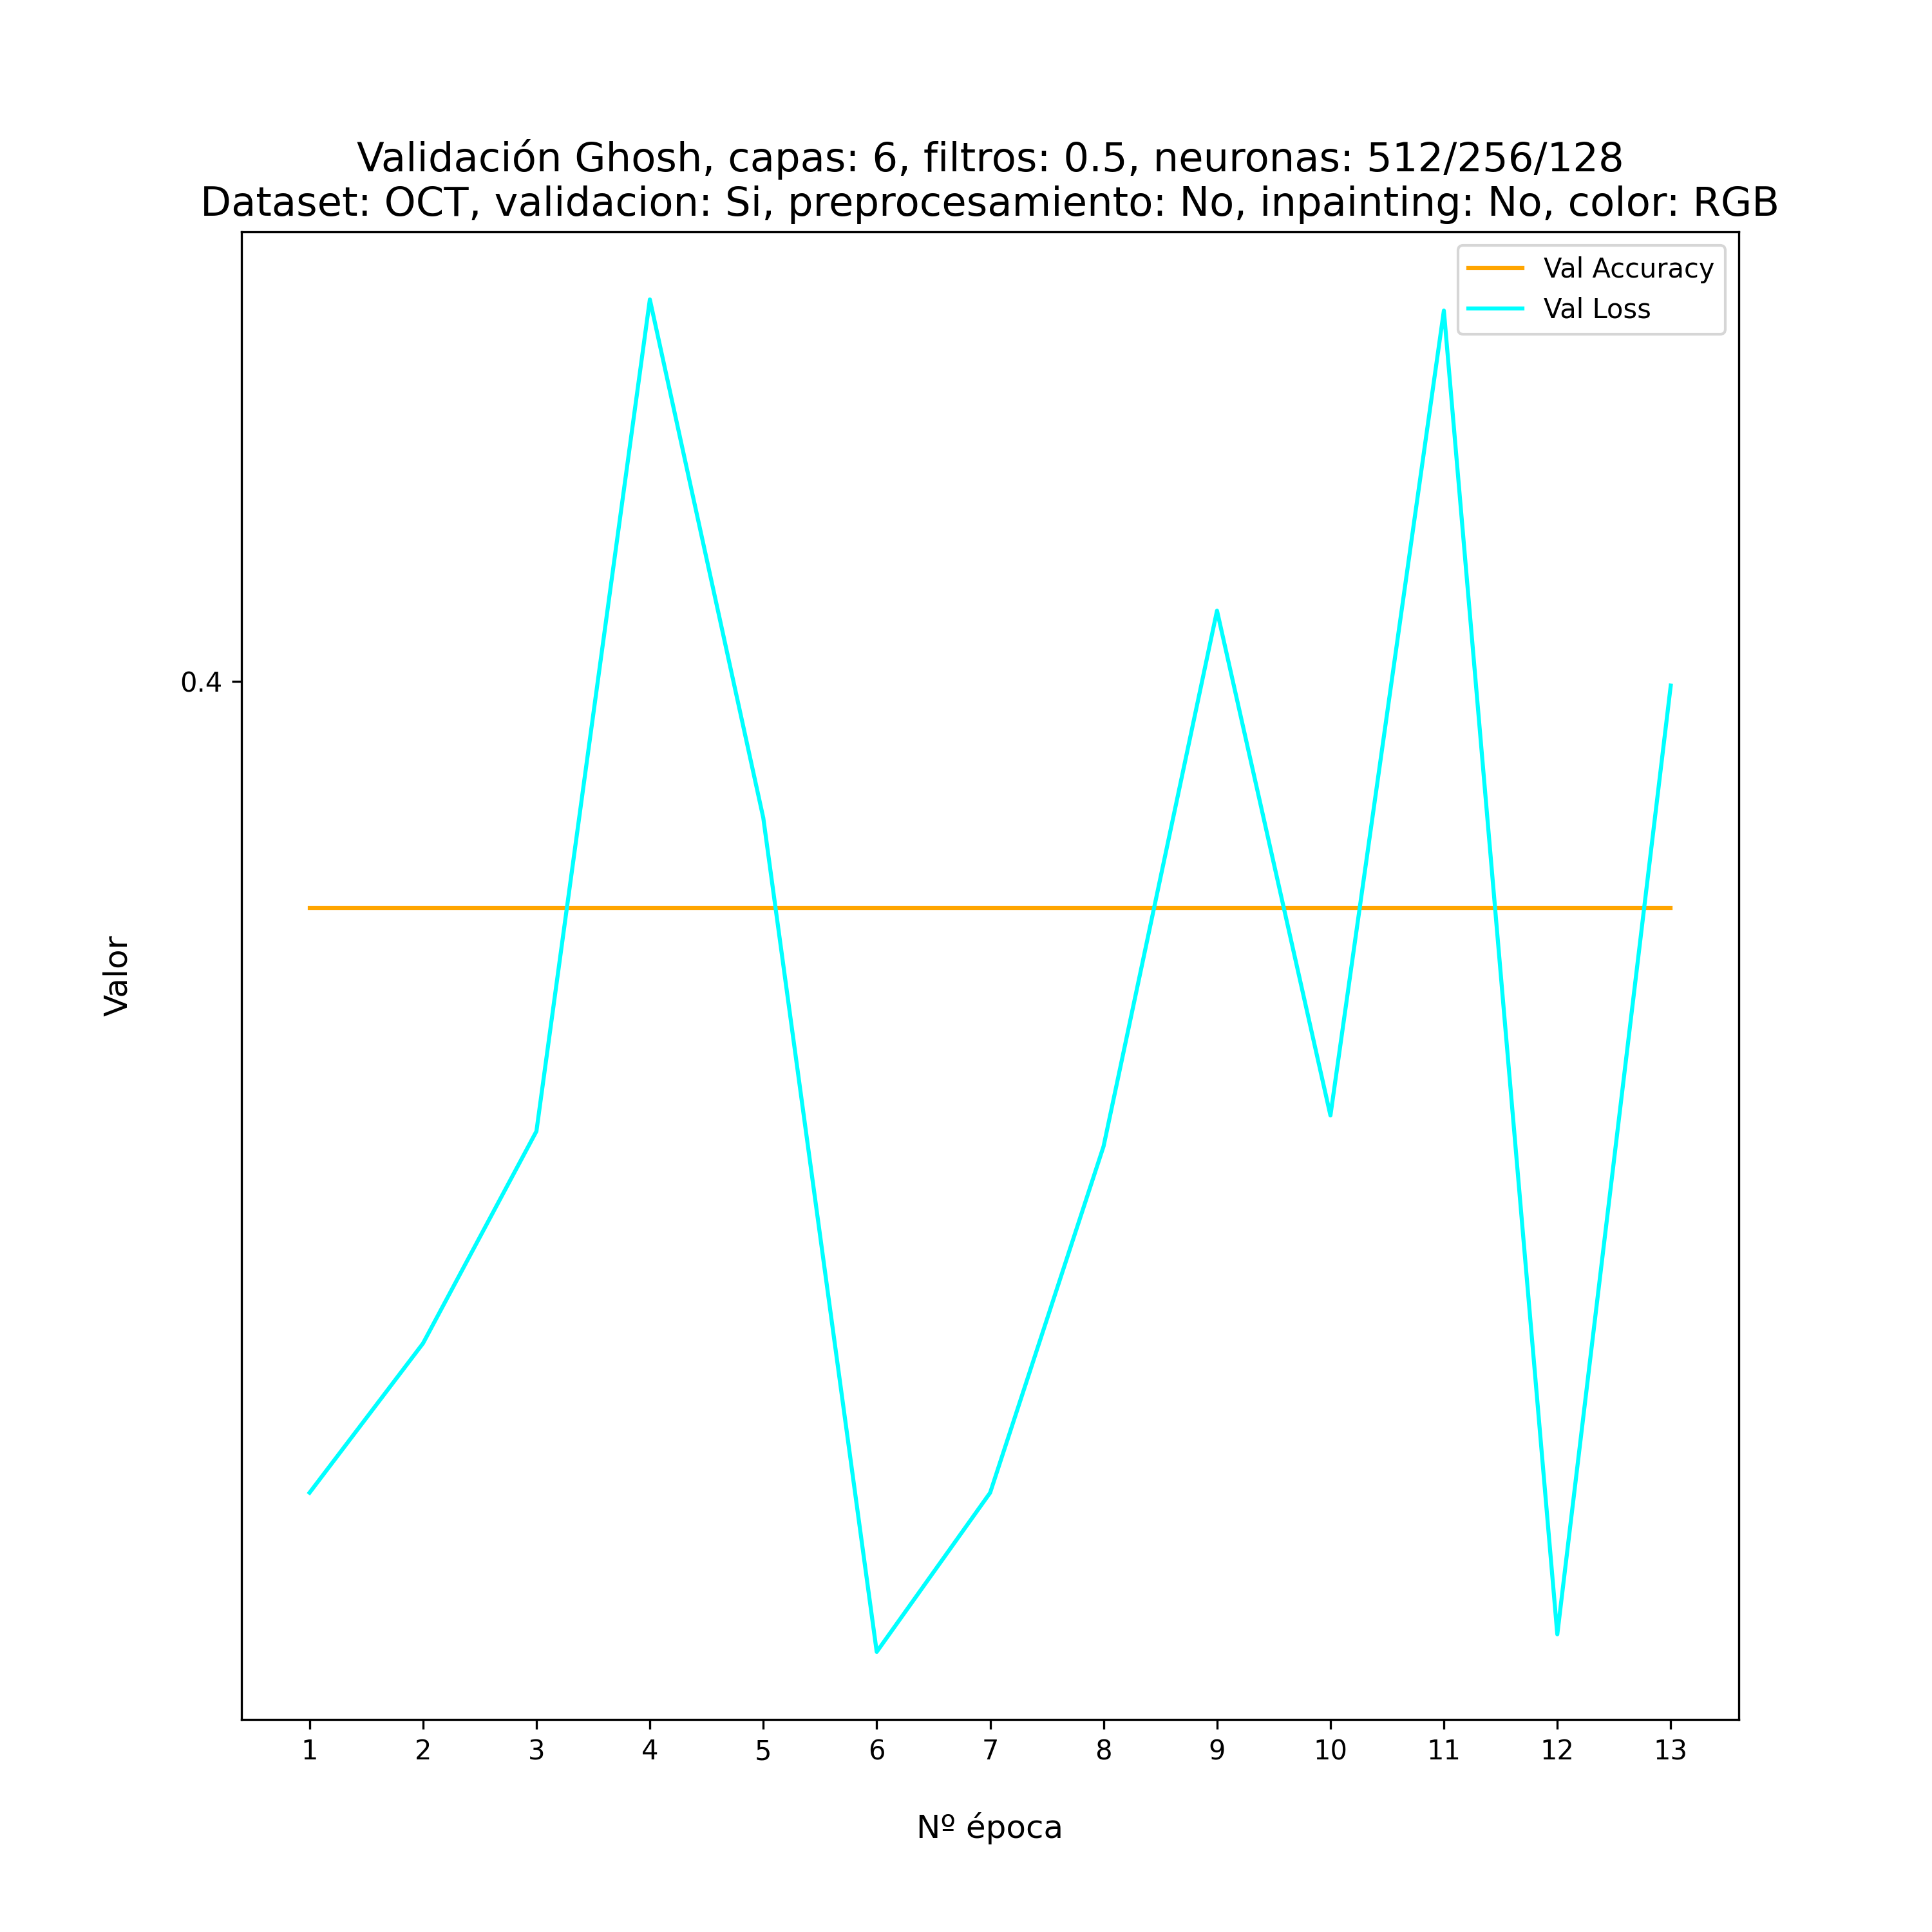 Validación Ghosh, capas: 6, filtros: 0.5, neuronas: 512/256/128
Dataset: OCT, validacion: Si, preprocesamiento: No, inpainting: No, color: RGB
Val Accuracy
Val Loss
0.4
Valor
1 2 3 4 5 6 7 8 9 10 11 12 13
Nº época